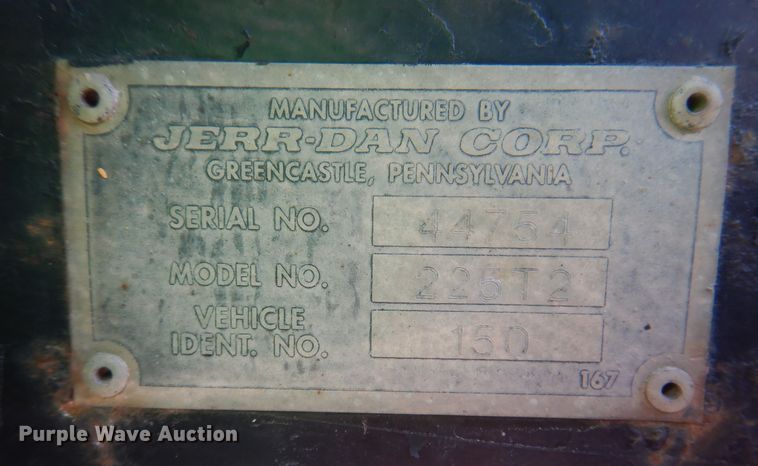 MANUFACTURED BY
JERR-DAN CORP.
GREENCASTLE, PENNSYLVANIA
SERIAL NO. 44754
MODEL NO. 225T2
VEHICLE
IDENT. NO. 150
T67
Purple Wave Auction